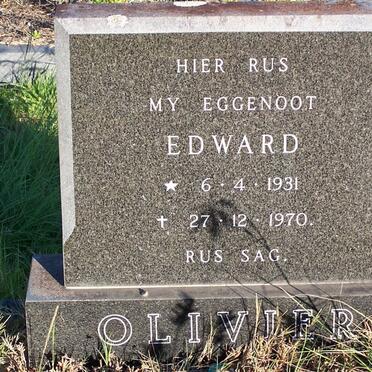 HIER RUS
MY EGGENOOT
EDWARD
★ 6·4·1931
✝ 27·12·1970.
RUS SAG.
OLIVIER